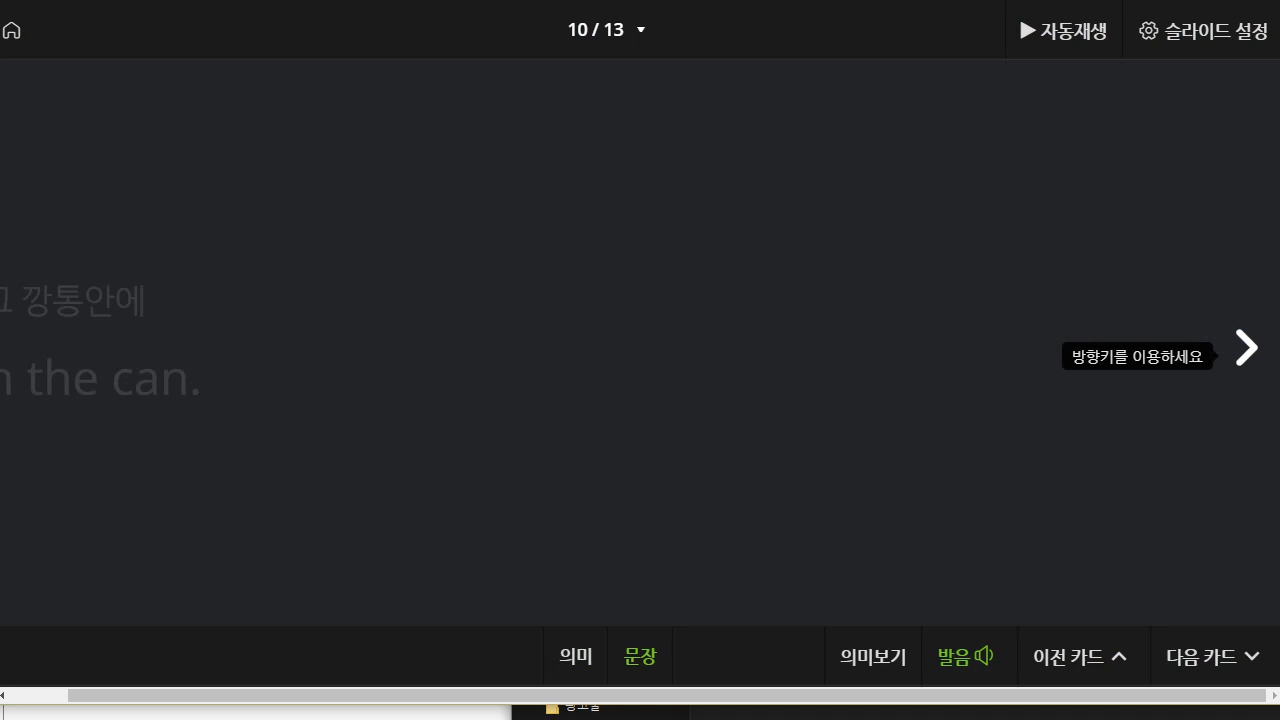 10 / 13
자동재생
슬라이드 설정
그 깡통안에
n the can.
방향키를 이용하세요
의미
문장
의미보기
발음
이전 카드
다음 카드